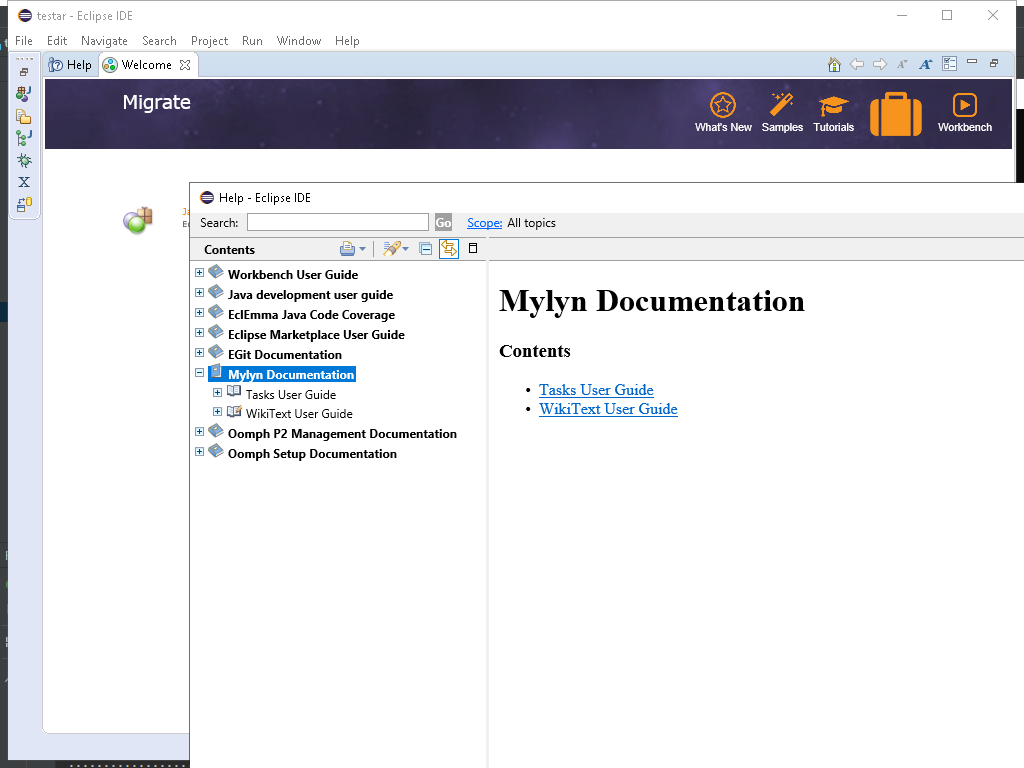 testar - Eclipse IDE
File Edit Navigate Search Project Run Window Help
Help Welcome
Migrate
What's New Samples Tutorials Workbench
Help - Eclipse IDE
Search: Go Scope: All topics
Contents
Workbench User Guide
Java development user guide
EclEmma Java Code Coverage
Eclipse Marketplace User Guide
EGit Documentation
Mylyn Documentation
Tasks User Guide
WikiText User Guide
Oomph P2 Management Documentation
Oomph Setup Documentation
Mylyn Documentation
Contents
• Tasks User Guide
• WikiText User Guide